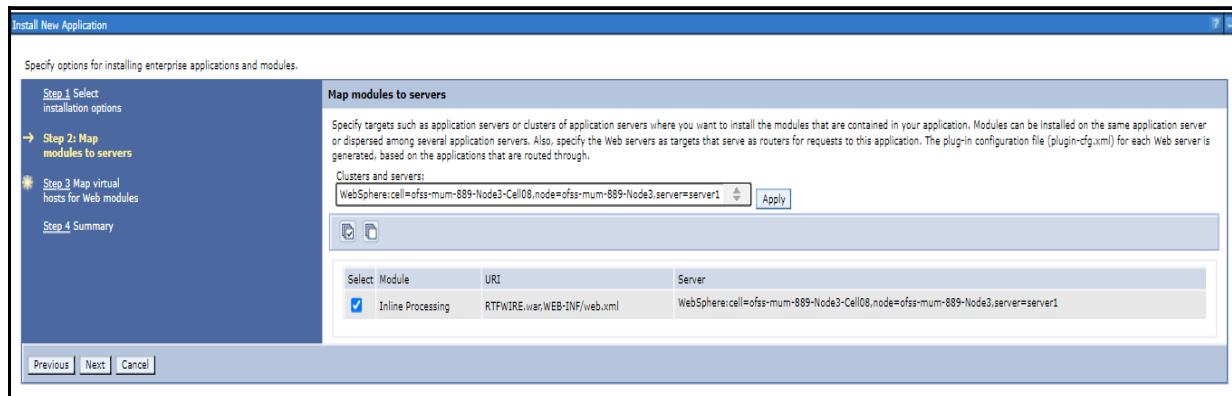 Install New Application
?
Specify options for installing enterprise applications and modules.
Step 1 Select
installation options
Step 2: Map
modules to servers
Step 3 Map virtual
hosts for Web modules
Step 4 Summary
Map modules to servers
Specify targets such as application servers or clusters of application servers where you want to install the modules that are contained in your application. Modules can be installed on the same application server
or dispersed among several application servers. Also, specify the Web servers as targets that serve as routers for requests to this application. The plug-in configuration file (plugin-cfg.xml) for each Web server is
generated, based on the applications that are routed through.
Clusters and servers:
WebSphere:cell=ofss-mum-889-Node3-Cell08,node=ofss-mum-889-Node3,server=server1
Apply
Select Module URI Server
Inline Processing RTFWIRE.war,WEB-INF/web.xml WebSphere:cell=ofss-mum-889-Node3-Cell08,node=ofss-mum-889-Node3,server=server1
Previous Next Cancel